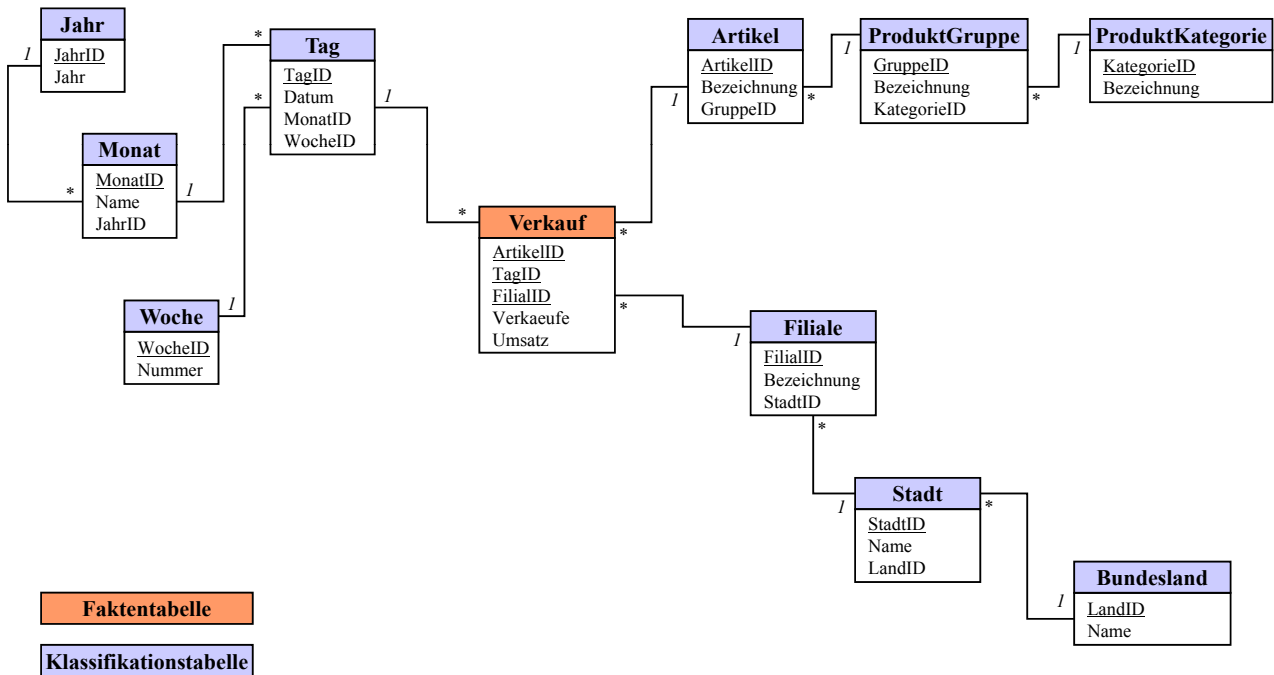 Jahr
1
JahrID
Jahr
*
Monat
MonatID
Name
JahrID
1
*
Tag
TagID
Datum
MonatID
WocheID
*
1
Woche
WocheID
Nummer
1
Verkauf
ArtikelID
TagID
FilialID
Verkaeufe
Umsatz
*
*
*
Artikel
ArtikelID
Bezeichnung
GruppeID
1
*
ProduktGruppe
GruppeID
Bezeichnung
KategorieID
1
*
ProduktKategorie
KategorieID
Bezeichnung
1
Filiale
FilialID
Bezeichnung
StadtID
1
*
Stadt
StadtID
Name
LandID
1
*
Bundesland
LandID
Name
1
Faktentabelle
Klassifikationstabelle